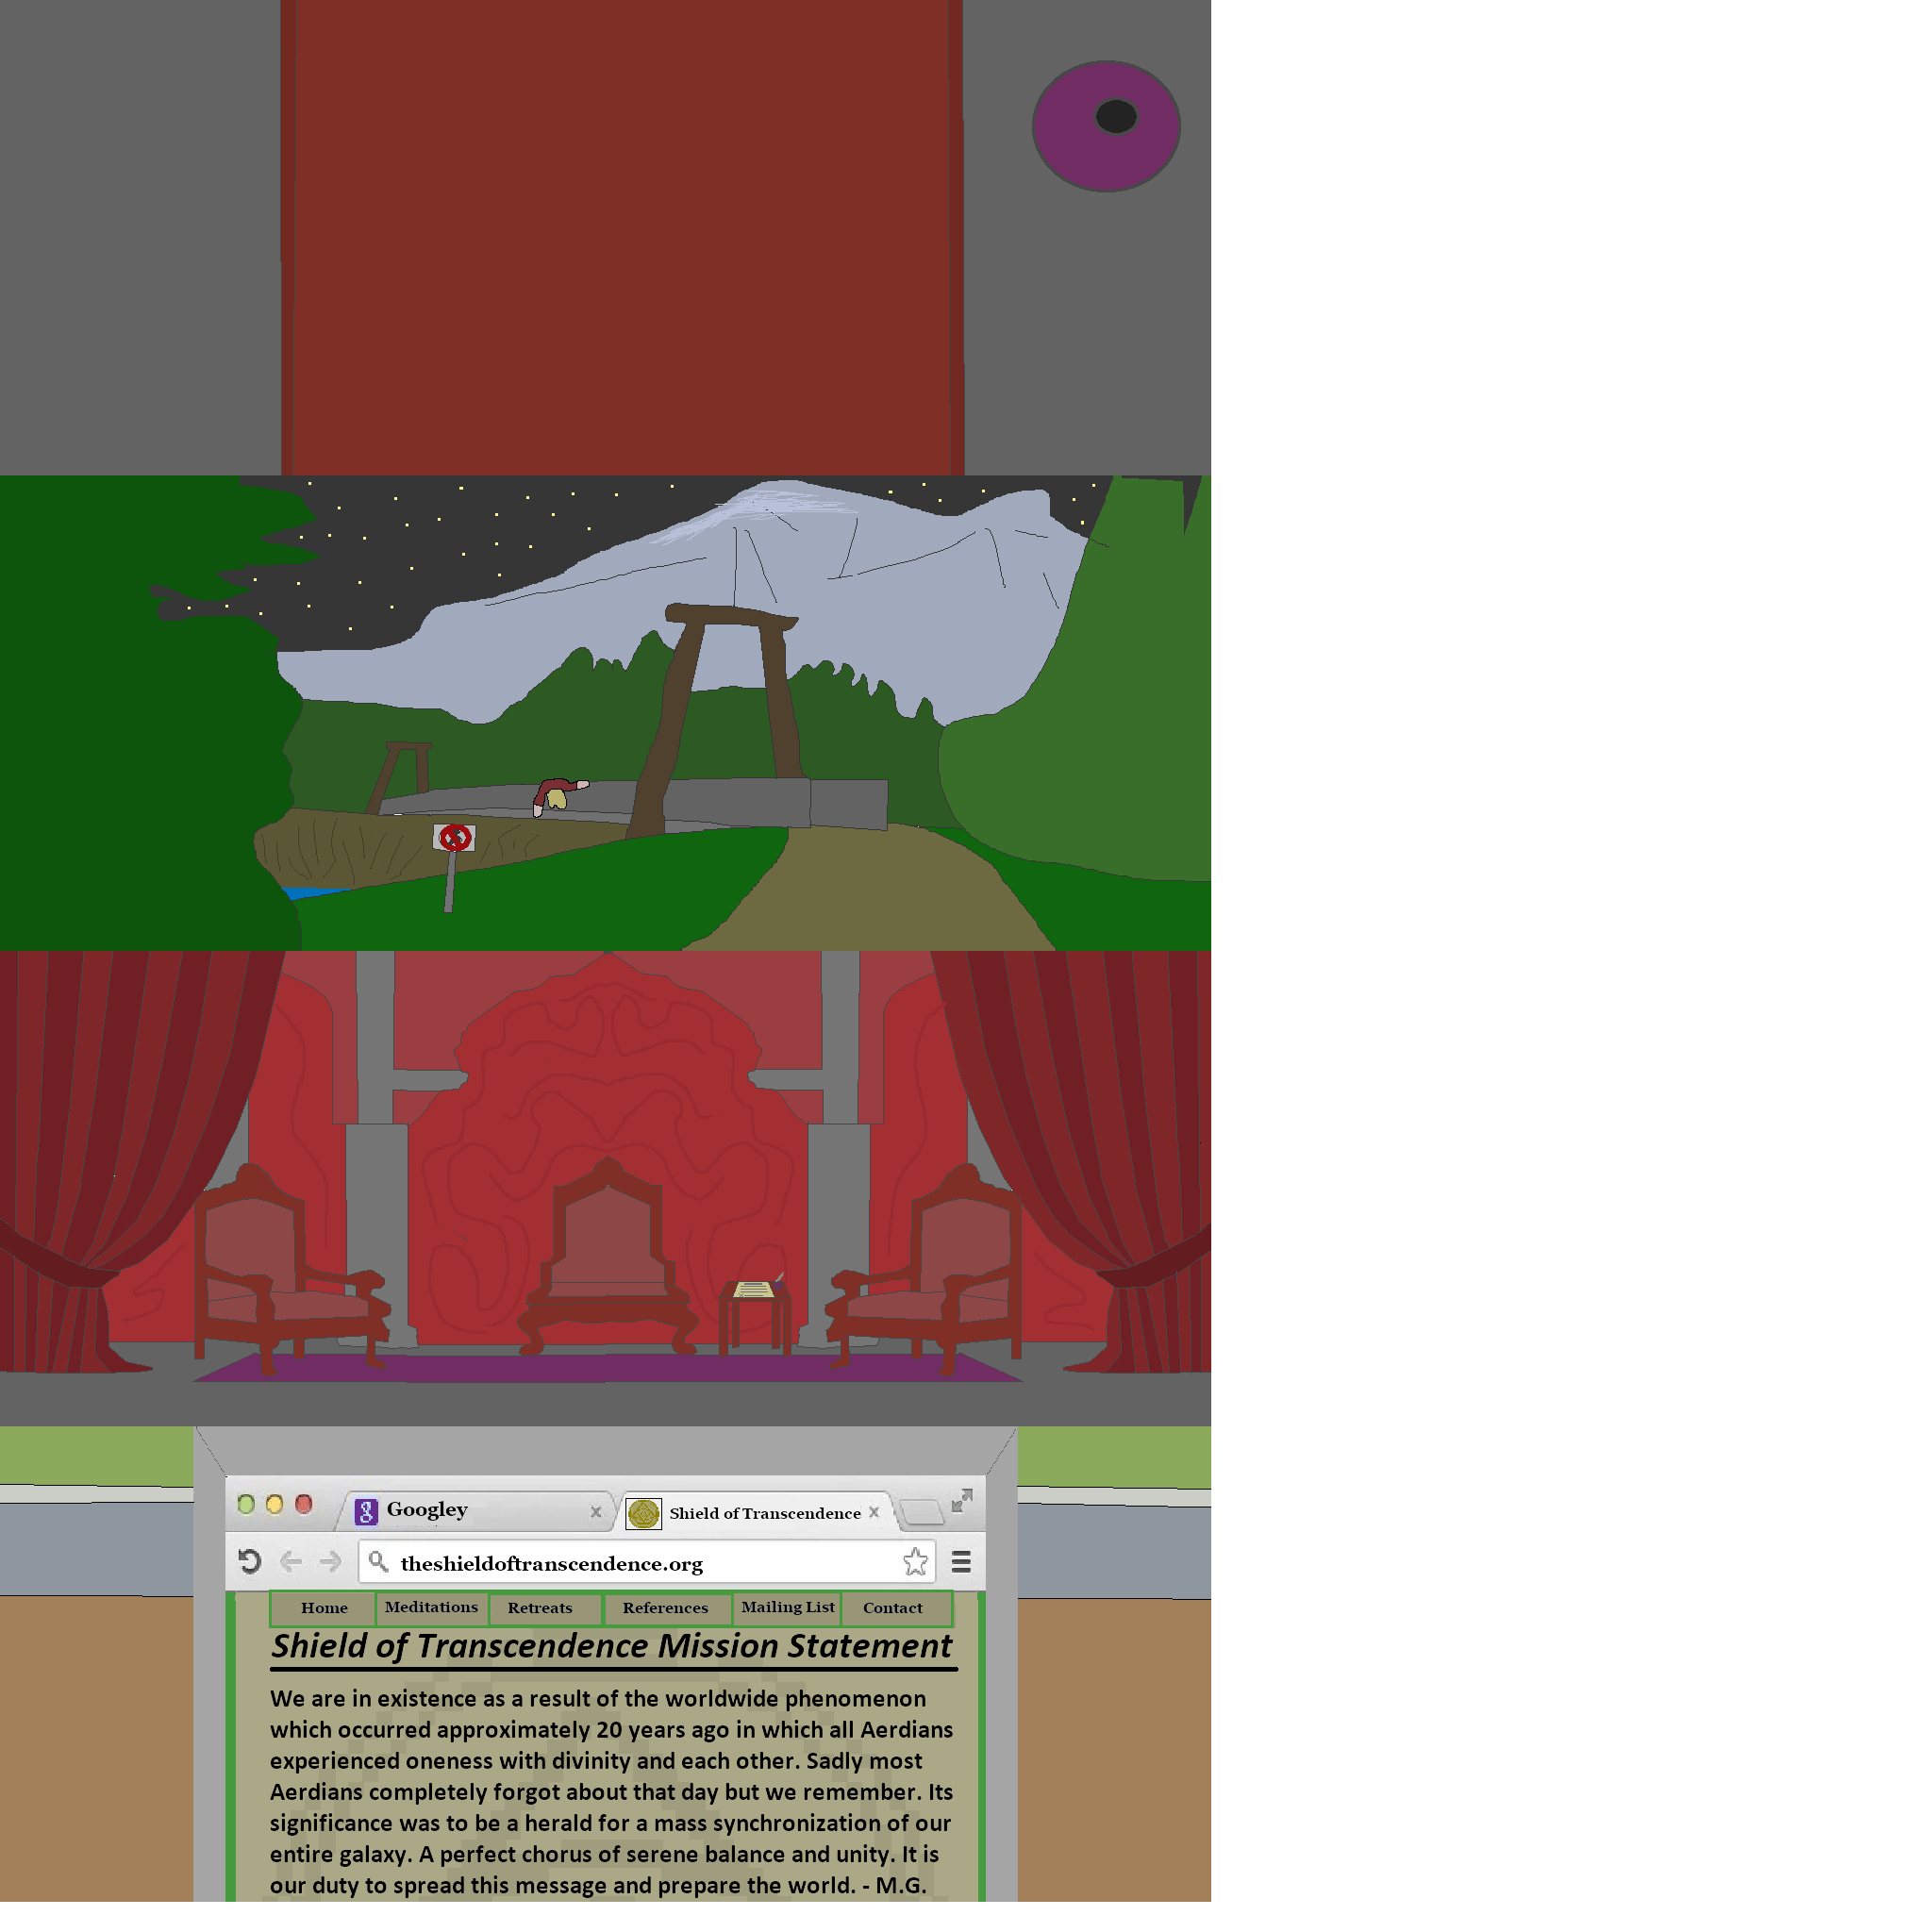 Googley
Shield of Transcendence
theshieldoftranscendence.org
Home Meditations Retreats References Mailing List Contact
Shield of Transcendence Mission Statement
We are in existence as a result of the worldwide phenomenon
which occurred approximately 20 years ago in which all Aerdians
experienced oneness with divinity and each other. Sadly most
Aerdians completely forgot about that day but we remember. Its
significance was to be a herald for a mass synchronization of our
entire galaxy. A perfect chorus of serene balance and unity. It is
our duty to spread this message and prepare the world. - M.G.